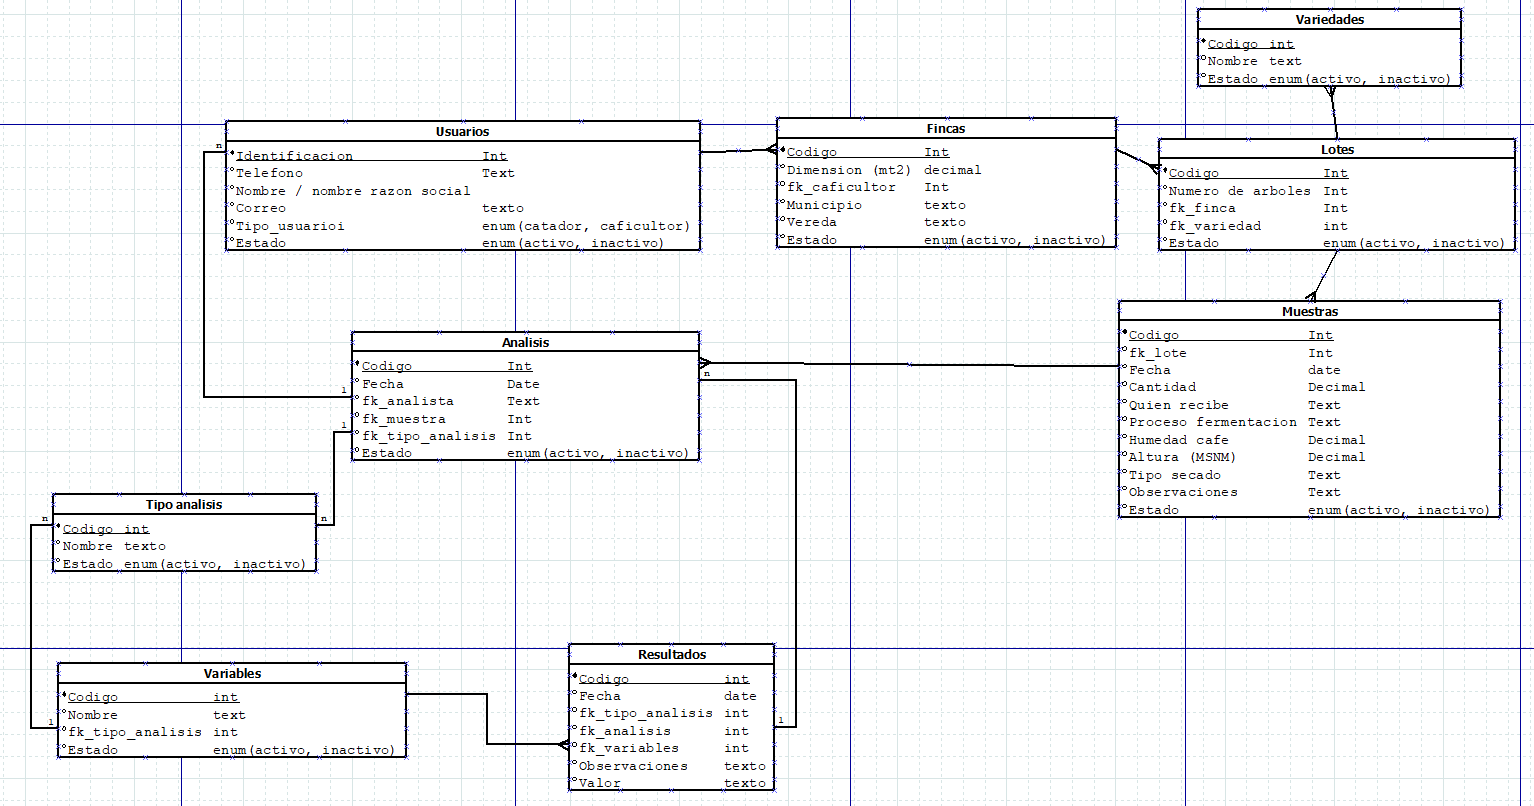 Variedades
Codigo int
Nombre text
Estado enum(activo, inactivo)
Usuarios
Identificacion Int
Telefono Text
Nombre / nombre razon social
Correo texto
Tipo_usuarioi enum(catador, caficultor)
Estado enum(activo, inactivo)
Fincas
Codigo Int
Dimension (mt2) decimal
fk_caficultor Int
Municipio texto
Vereda texto
Estado enum(activo, inactivo)
Lotes
Codigo Int
Numero de arboles Int
fk_finca Int
fk_variedad int
Estado enum(activo, inactivo)
n
1
Analisis
Codigo Int
Fecha Date
fk_analista Text
fk_muestra Int
fk_tipo_analisis Int
Estado enum(activo, inactivo)
Muestras
Codigo Int
fk_lote Int
Fecha date
Cantidad Decimal
Quien recibe Text
Proceso fermentacion Text
Humedad cafe Decimal
Altura (MSNM) Decimal
Tipo secado Text
Observaciones Text
Estado enum(activo, inactivo)
1
n
Tipo analisis
Codigo int
Nombre texto
Estado enum(activo, inactivo)
n
1
Variables
Codigo int
Nombre text
fk_tipo_analisis int
Estado enum(activo, inactivo)
n
1
Resultados
Codigo int
Fecha date
fk_tipo_analisis int
fk_analisis int
fk_variables int
Observaciones texto
Valor texto